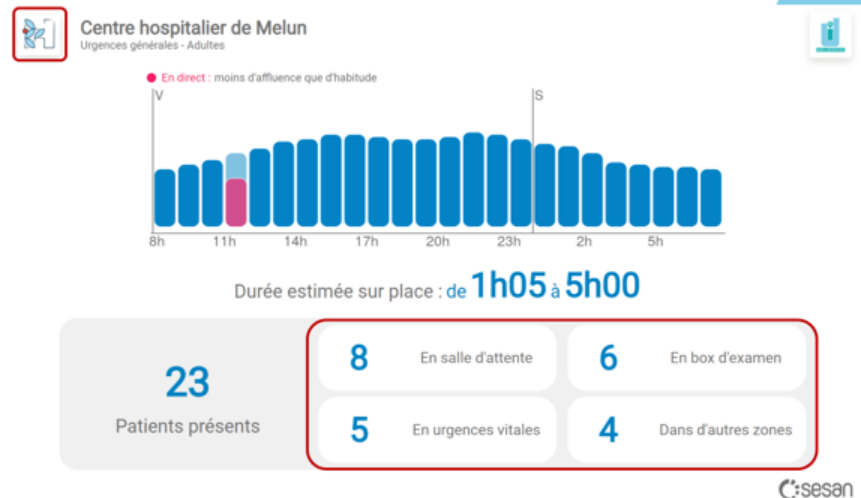 Centre hospitalier de Melun
Urgences générales - Adultes
En direct : moins d'affluence que d'habitude
V
S
8h 11h 14h 17h 20h 23h 2h 5h
Durée estimée sur place : de 1h05 à 5h00
23
Patients présents
8 En salle d'attente
6 En box d'examen
5 En urgences vitales
4 Dans d'autres zones
sesan